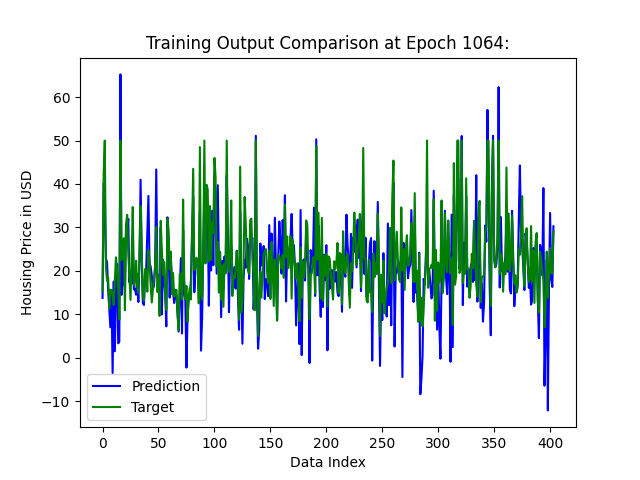 Training Output Comparison at Epoch 1064:
Housing Price in USD
60
50
40
30
20
10
0
−10
Prediction
Target
0 50 100 150 200 250 300 350 400
Data Index